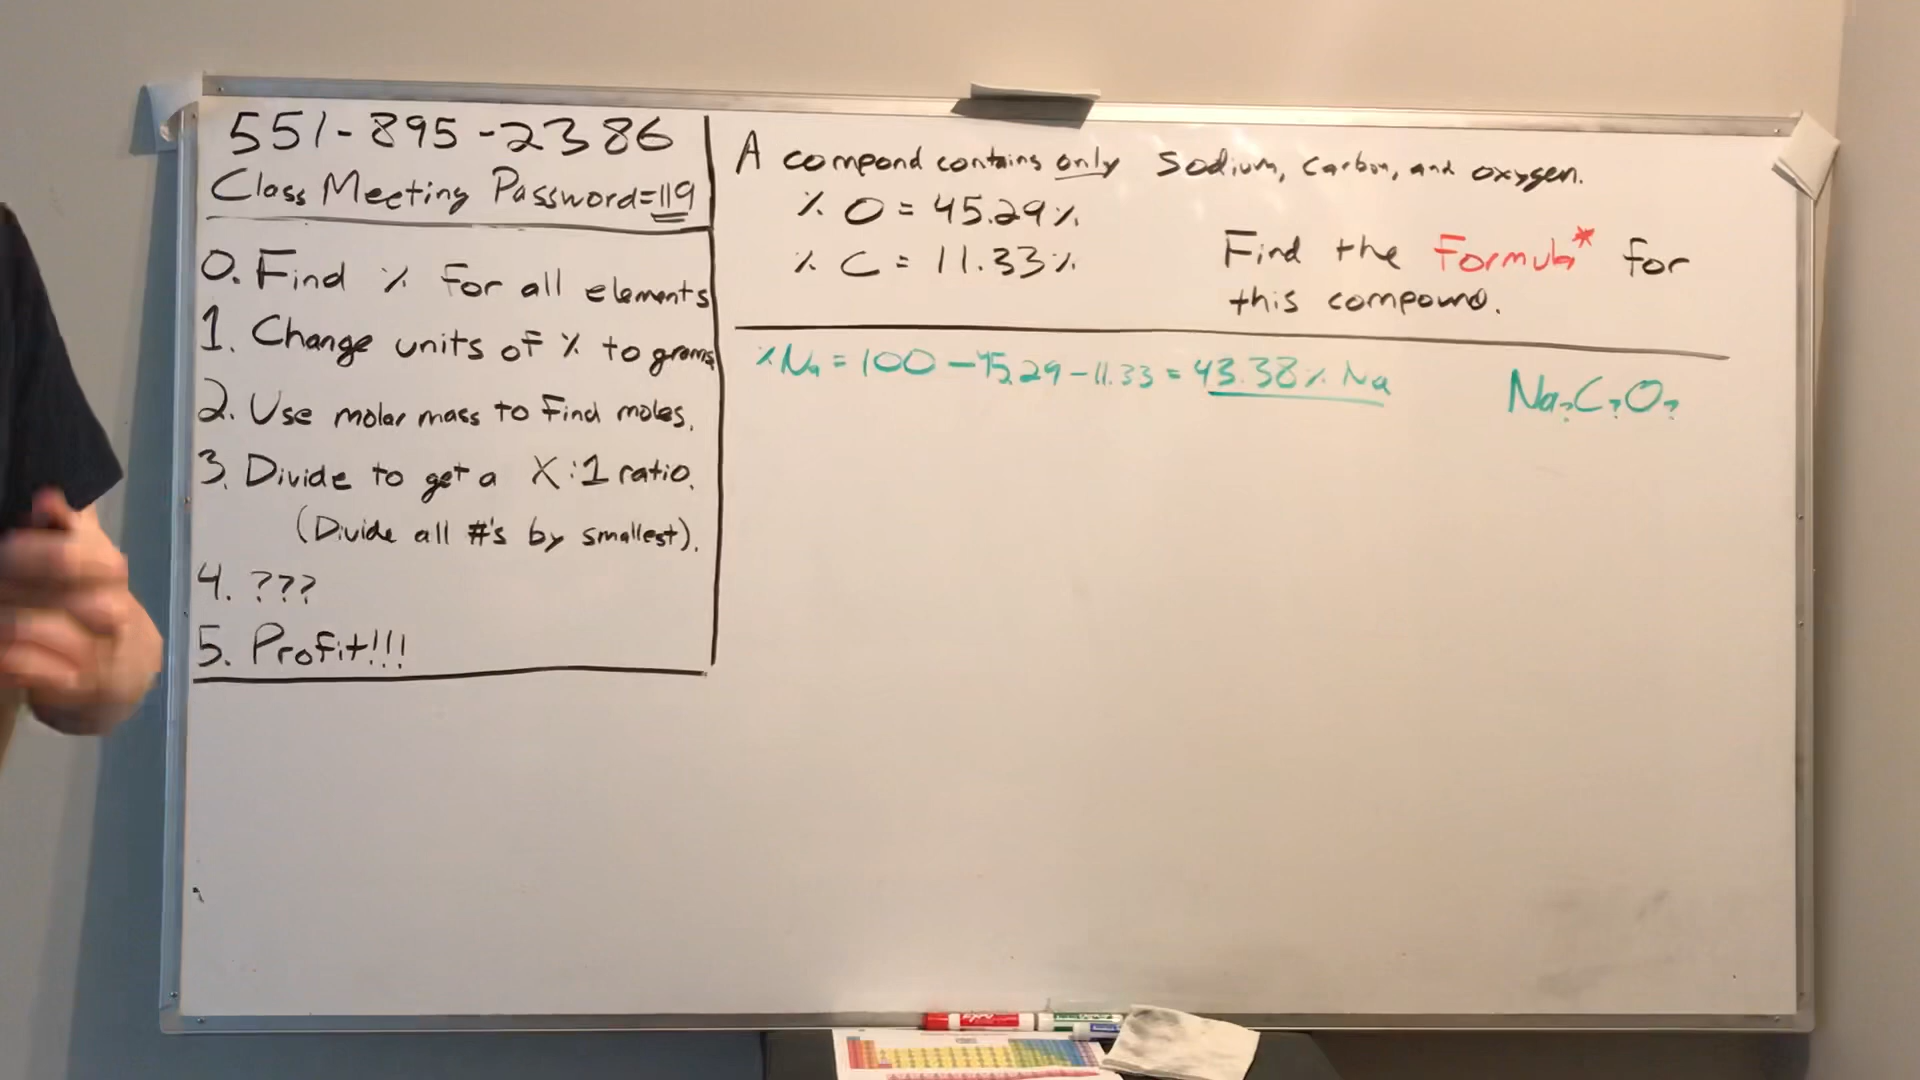 551-895-2386
Class Meeting Password=119
0. Find % for all elements
1. Change units of % to grams
2. Use molar mass to find moles.
3. Divide to get a X:1 ratio.
(Divide all #'s by smallest).
4. ???
5. Profit!!!
A compond contains only sodium, carbon, and oxygen.
% O = 45.29%
% C = 11.33%
Find the Formula* for
this compound.
% Na = 100 - 45.29 - 11.33 = 43.38% Na
Na?C?O?